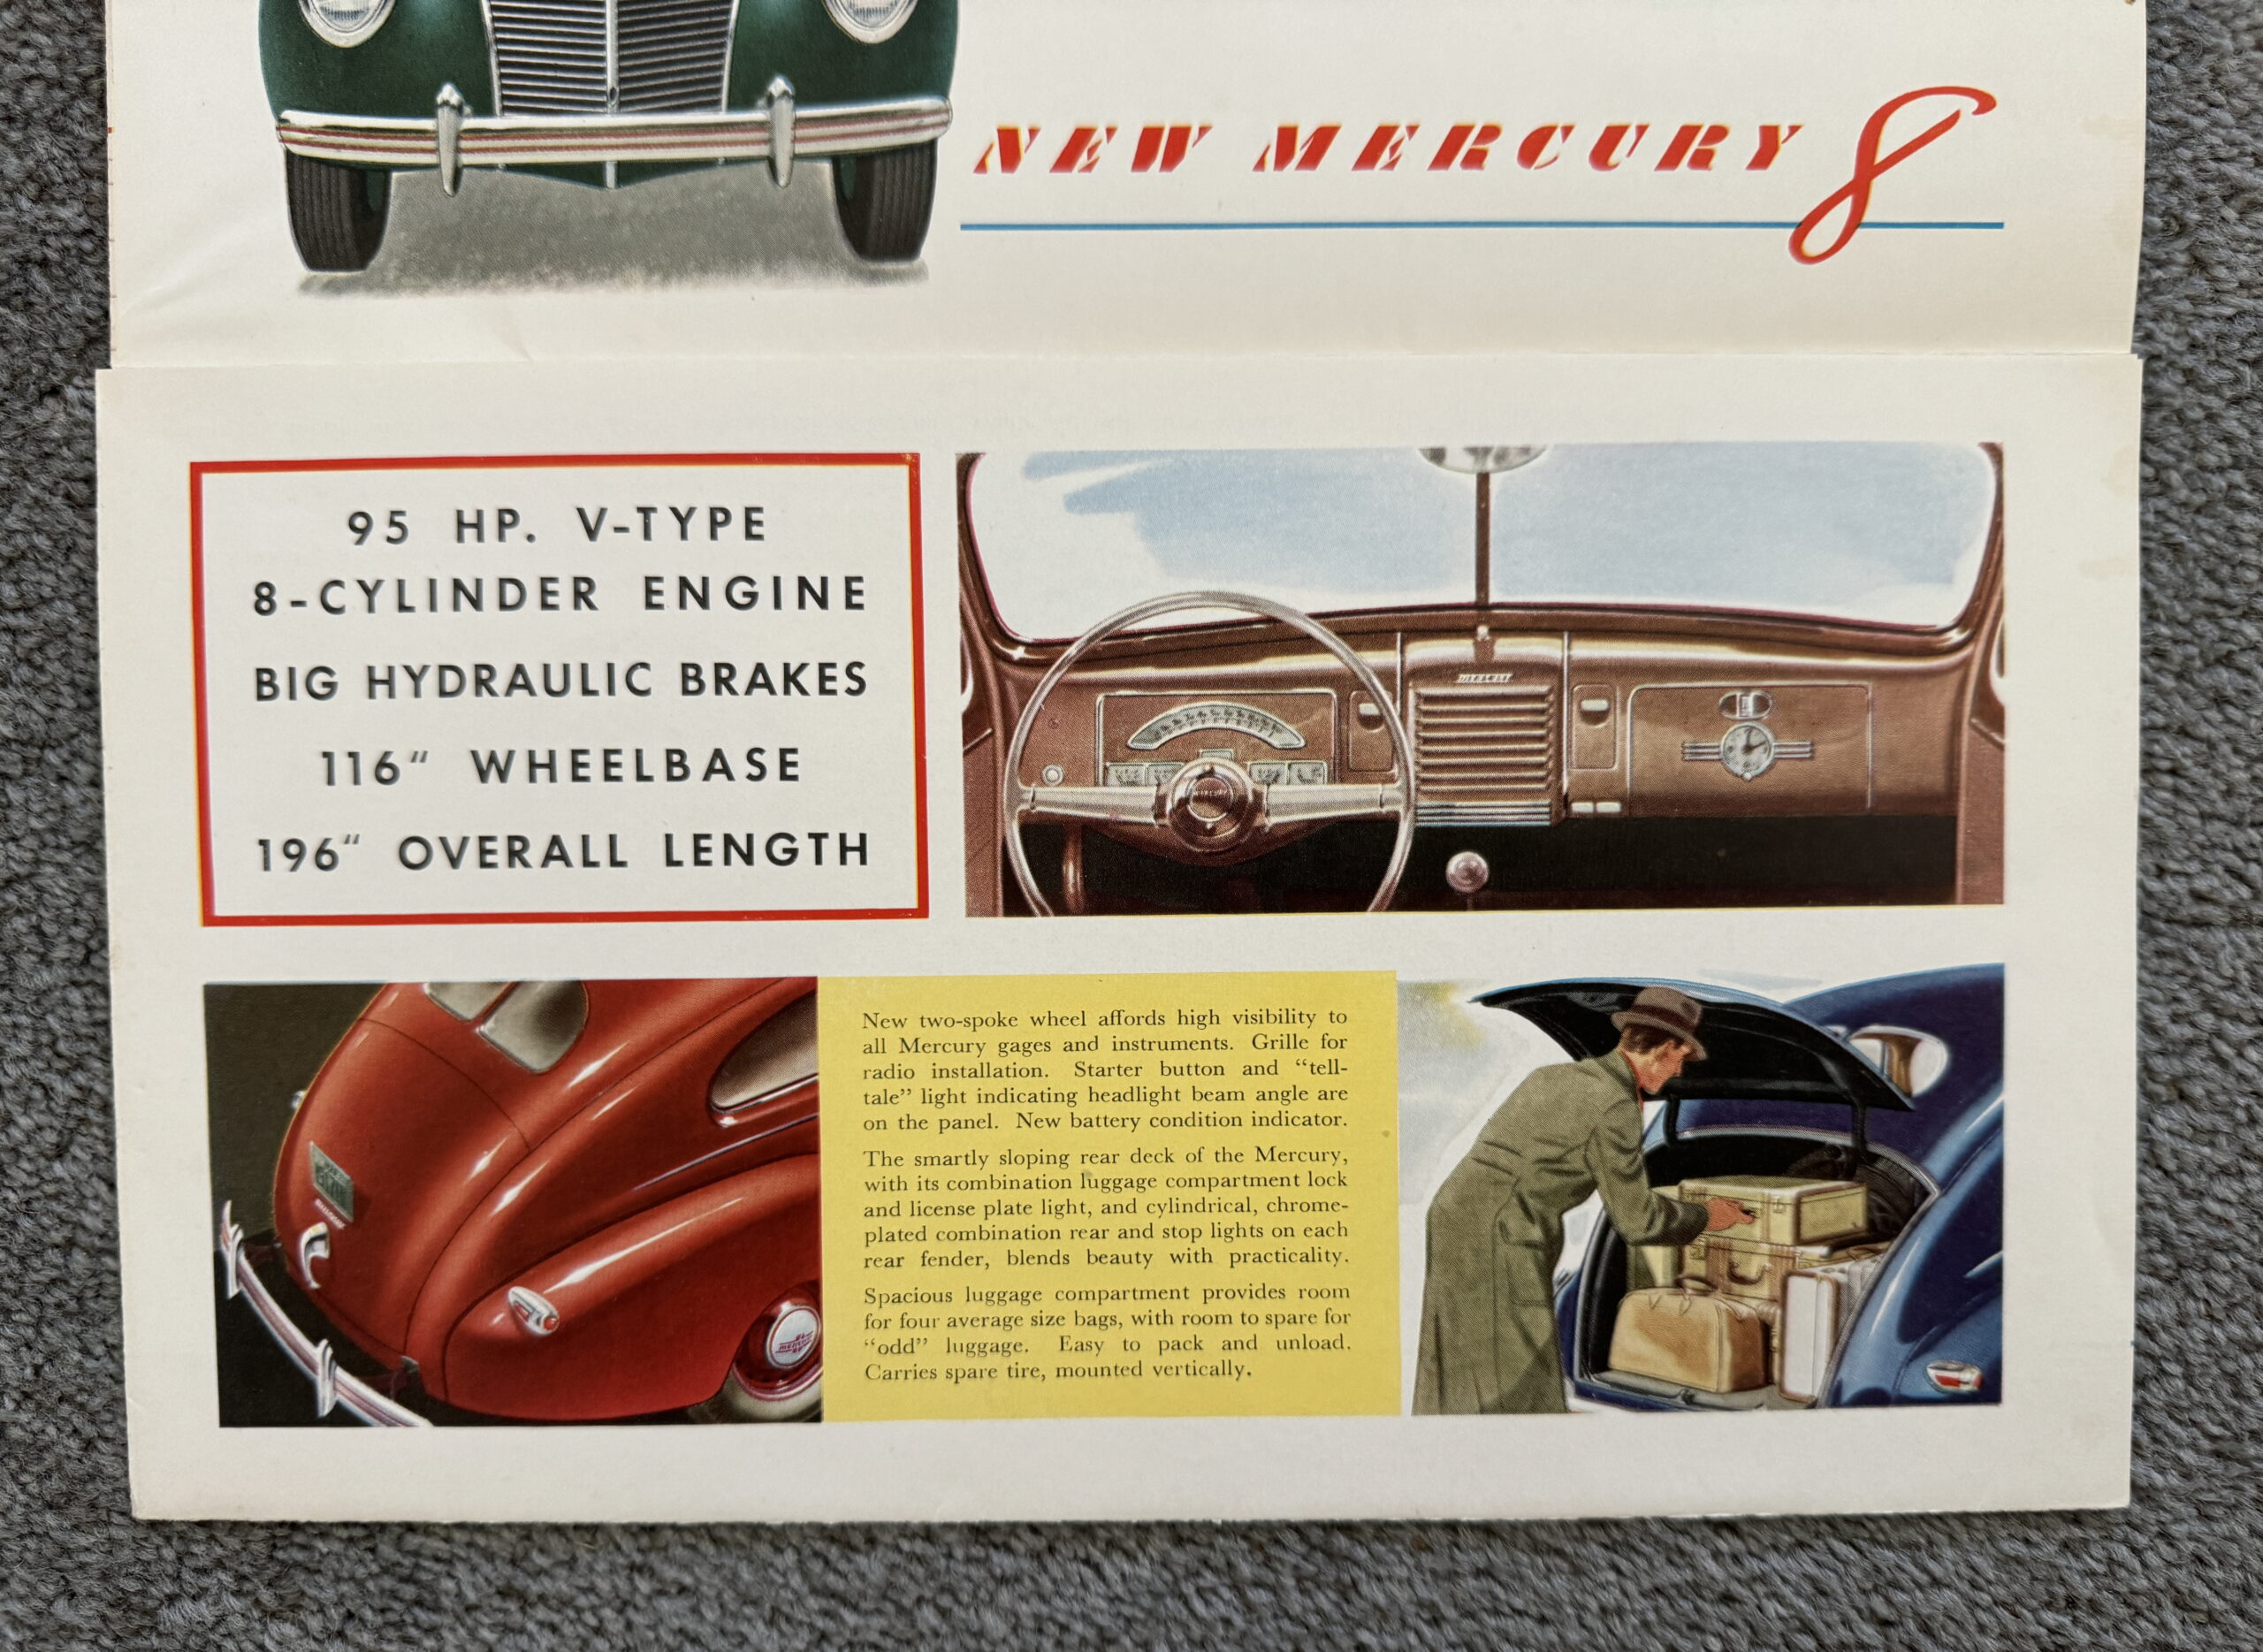 NEW MERCURY 8
95 HP. V-TYPE
8-CYLINDER ENGINE
BIG HYDRAULIC BRAKES
116" WHEELBASE
196" OVERALL LENGTH
MERCURY
MERCURY
New two-spoke wheel affords high visibility to
all Mercury gages and instruments. Grille for
radio installation. Starter button and “tell-
tale” light indicating headlight beam angle are
on the panel. New battery condition indicator.
The smartly sloping rear deck of the Mercury,
with its combination luggage compartment lock
and license plate light, and cylindrical, chrome-
plated combination rear and stop lights on each
rear fender, blends beauty with practicality.
Spacious luggage compartment provides room
for four average size bags, with room to spare for
“odd” luggage. Easy to pack and unload.
Carries spare tire, mounted vertically.
MERCURY